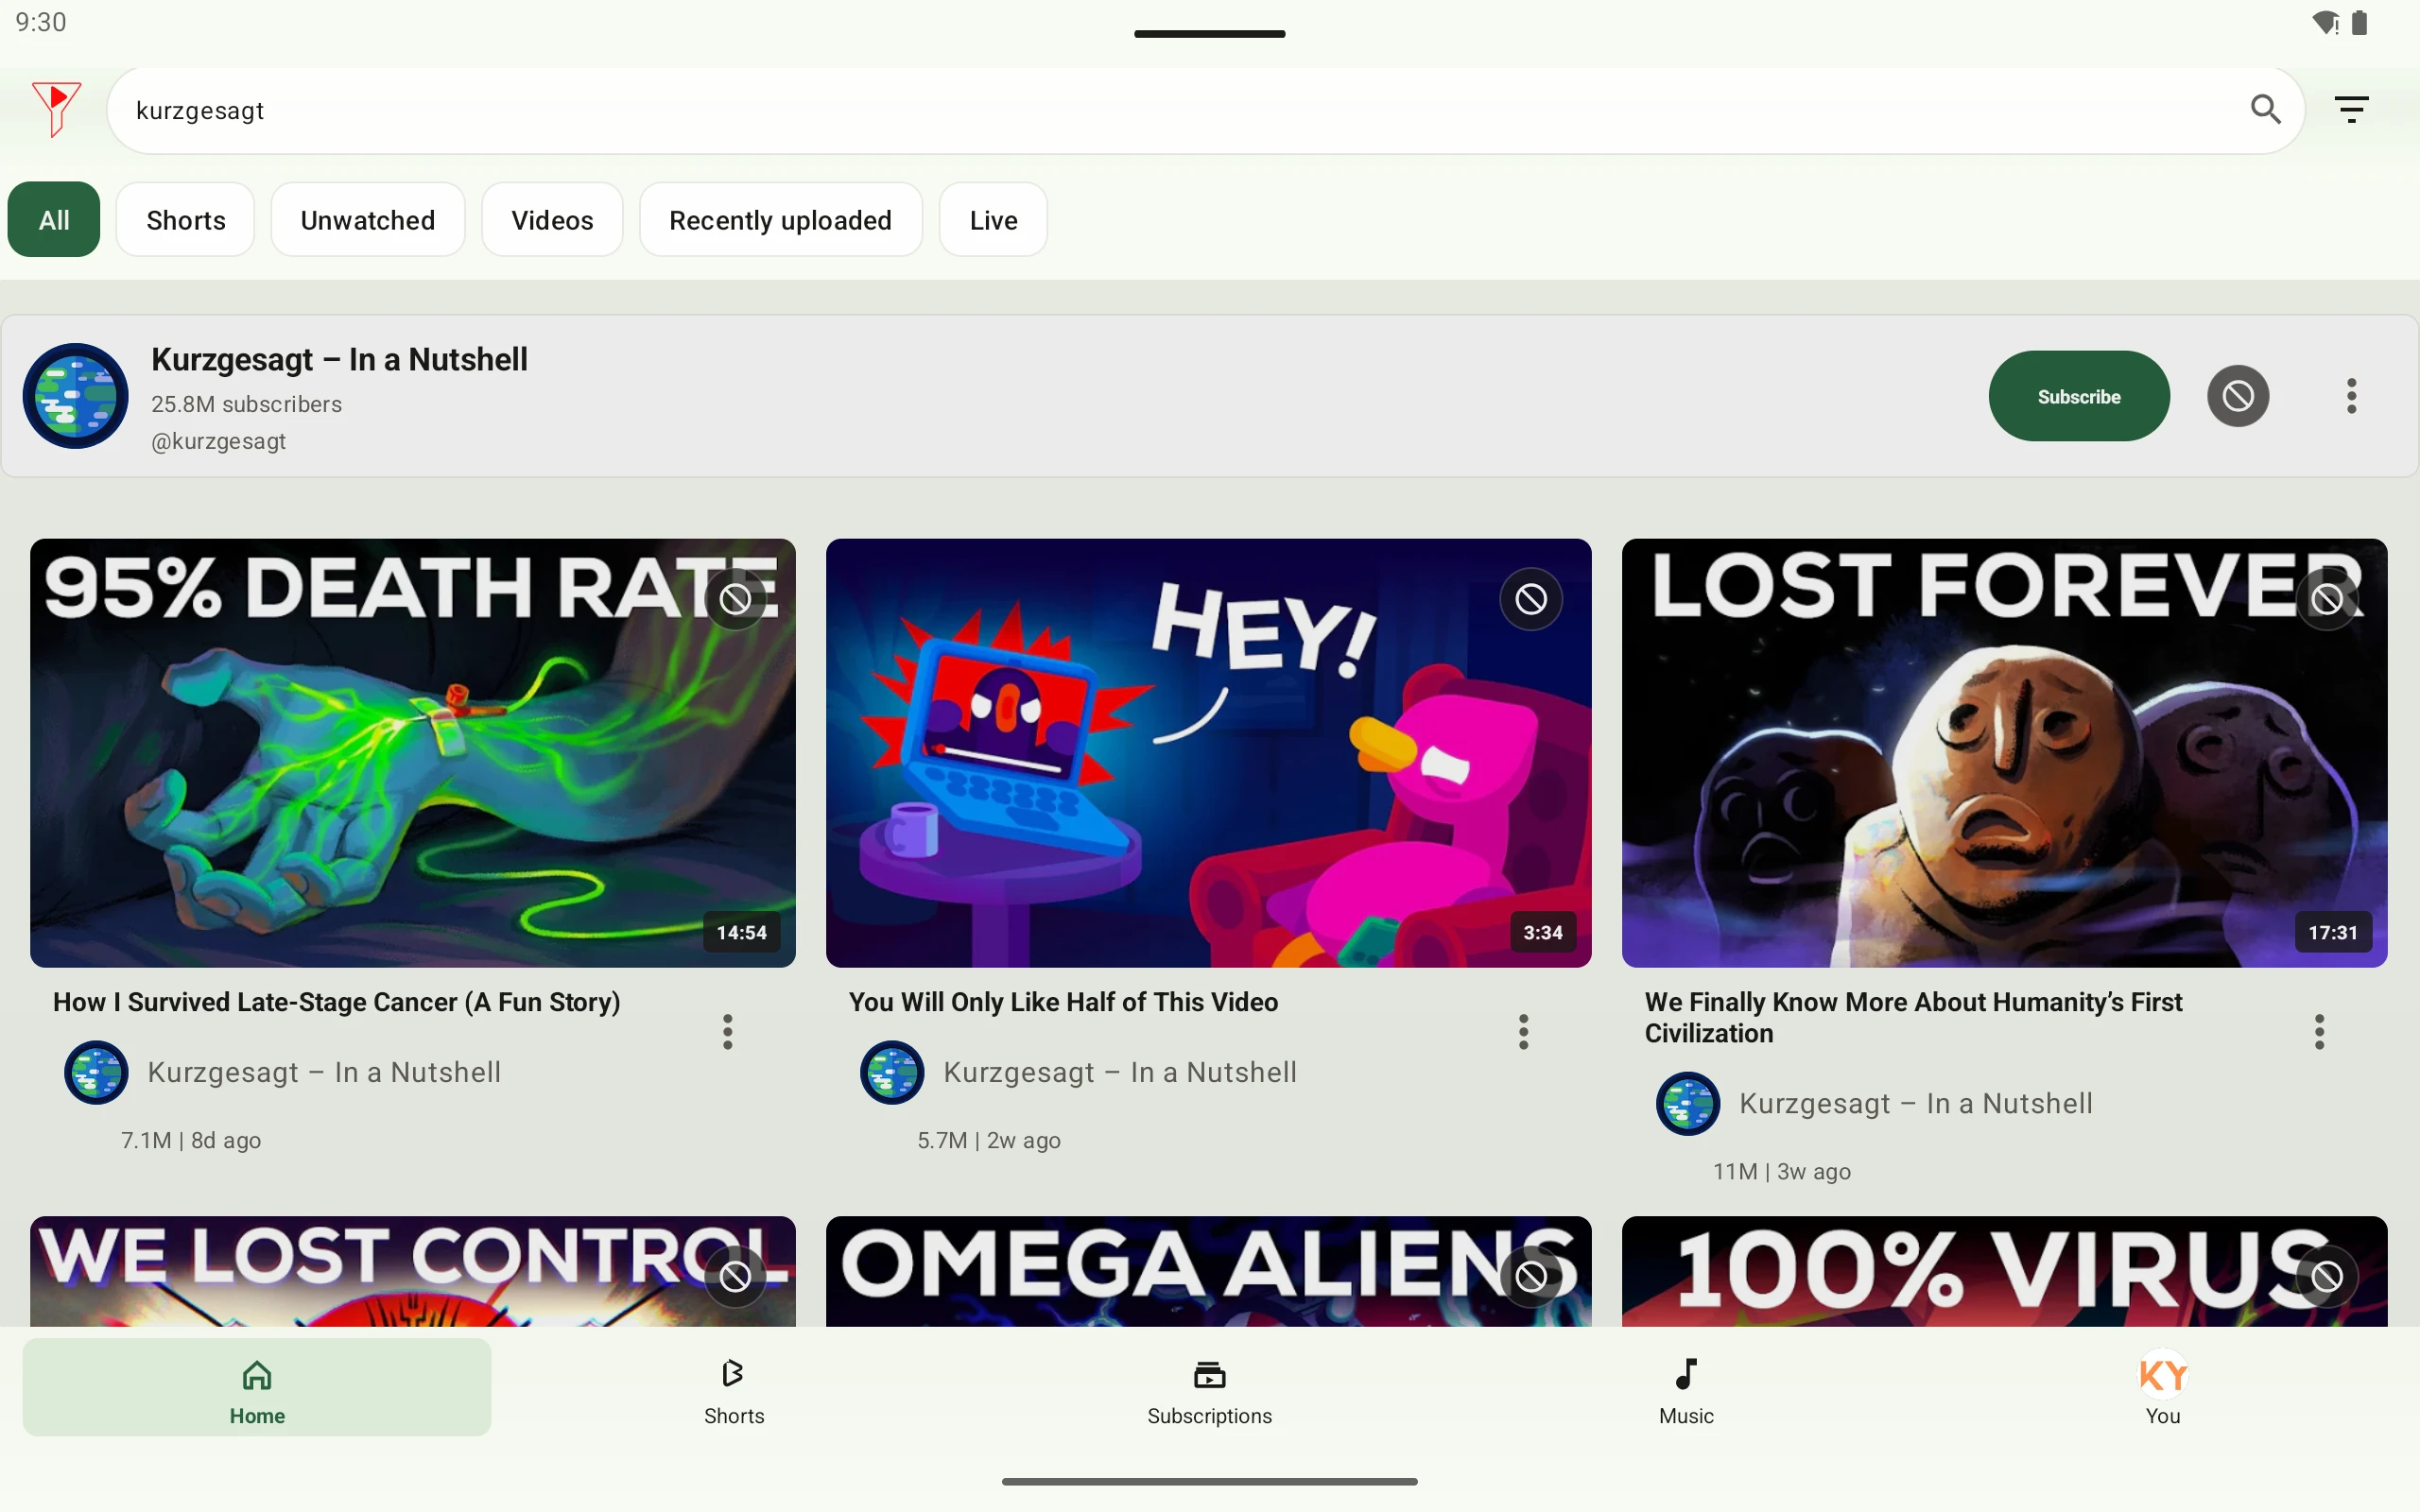 9:30
kurzgesagt
All
Shorts
Unwatched
Videos
Recently uploaded
Live
Kurzgesagt – In a Nutshell
25.8M subscribers
@kurzgesagt
Subscribe
95% DEATH RATE
14:54
HEY!
3:34
LOST FOREVER
17:31
How I Survived Late-Stage Cancer (A Fun Story)
Kurzgesagt – In a Nutshell
7.1M | 8d ago
You Will Only Like Half of This Video
Kurzgesagt – In a Nutshell
5.7M | 2w ago
We Finally Know More About Humanity’s First
Civilization
Kurzgesagt – In a Nutshell
11M | 3w ago
WE LOST CONTROL
OMEGA ALIENS
100% VIRUS
Home
Shorts
Subscriptions
Music
KY
You